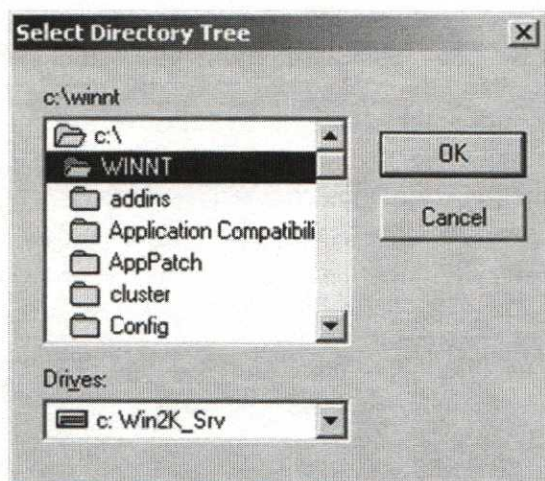 Select Directory Tree
c:\winnt
c:\
WINNT
addins
Application Compatibili
AppPatch
cluster
Config
OK
Cancel
Drives:
c: Win2K_Srv